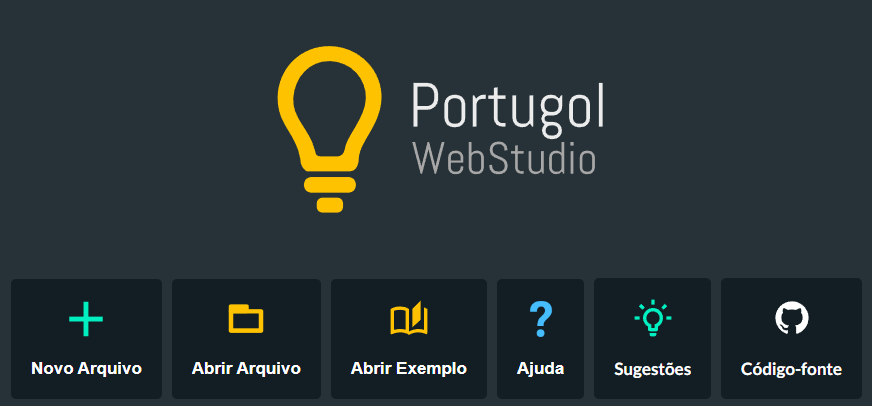 Portugol
WebStudio
Novo Arquivo
Abrir Arquivo
Abrir Exemplo
Ajuda
Sugestões
Código-fonte